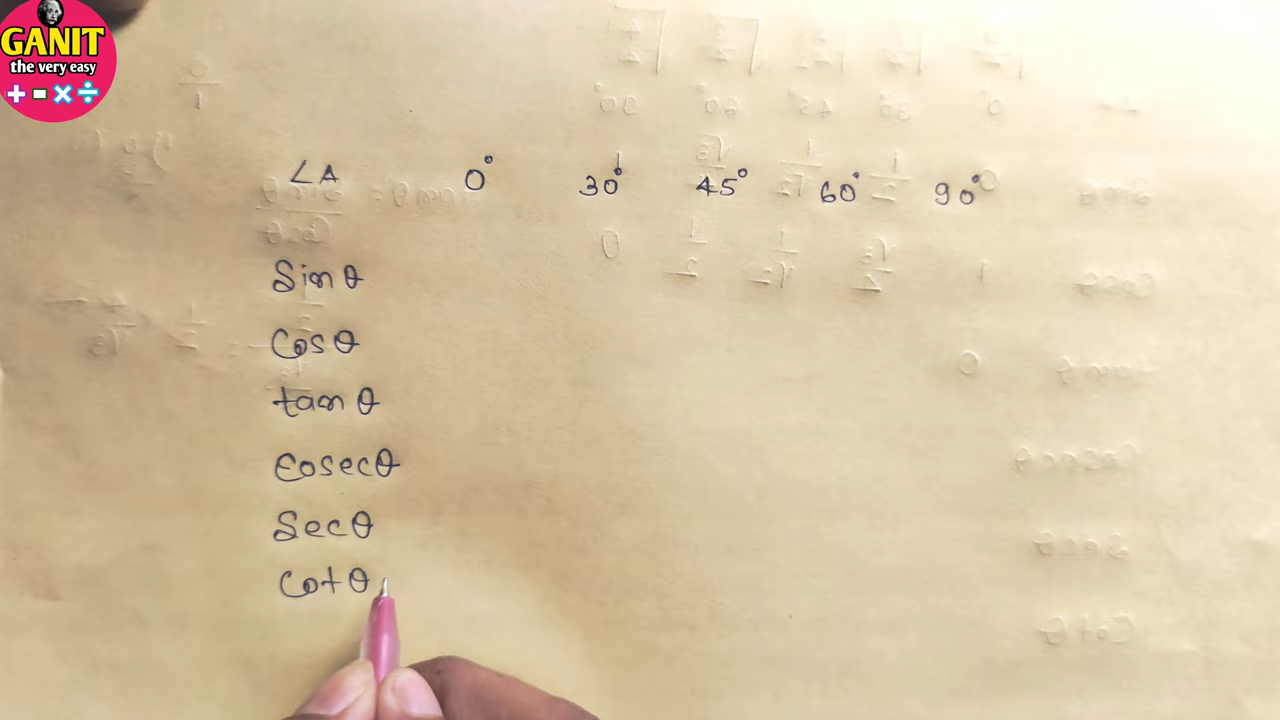 GANIT
the very easy
+ - × ÷
∠A 0° 30° 45° 60° 90°
Sinθ
Cosθ
tanθ
Cosecθ
Secθ
Cotθ